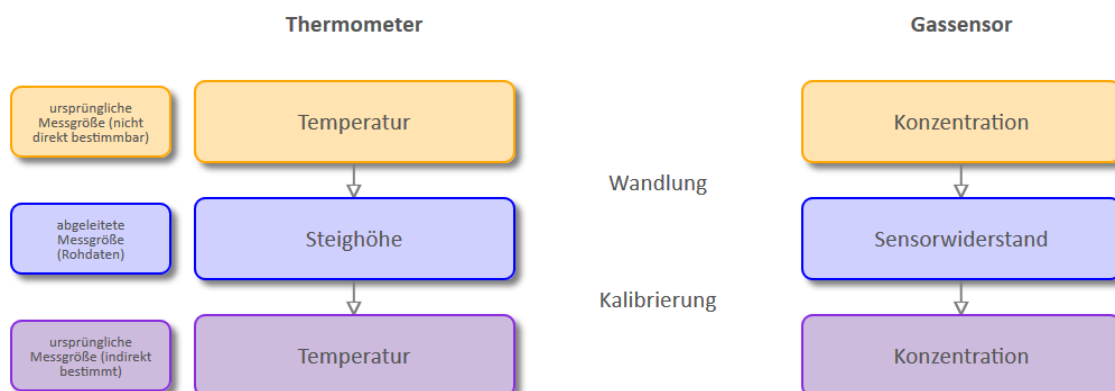 Thermometer
Gassensor
ursprüngliche
Messgröße (nicht
direkt bestimmbar)
Temperatur
Konzentration
Wandlung
abgeleitete
Messgröße
(Rohdaten)
Steighöhe
Sensorwiderstand
Kalibrierung
ursprüngliche
Messgröße (indirekt
bestimmt)
Temperatur
Konzentration